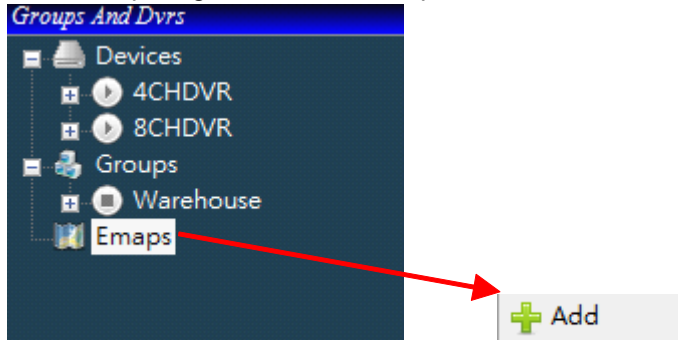 Groups And Dvrs
Devices
4CHDVR
8CHDVR
Groups
Warehouse
Emaps
Add